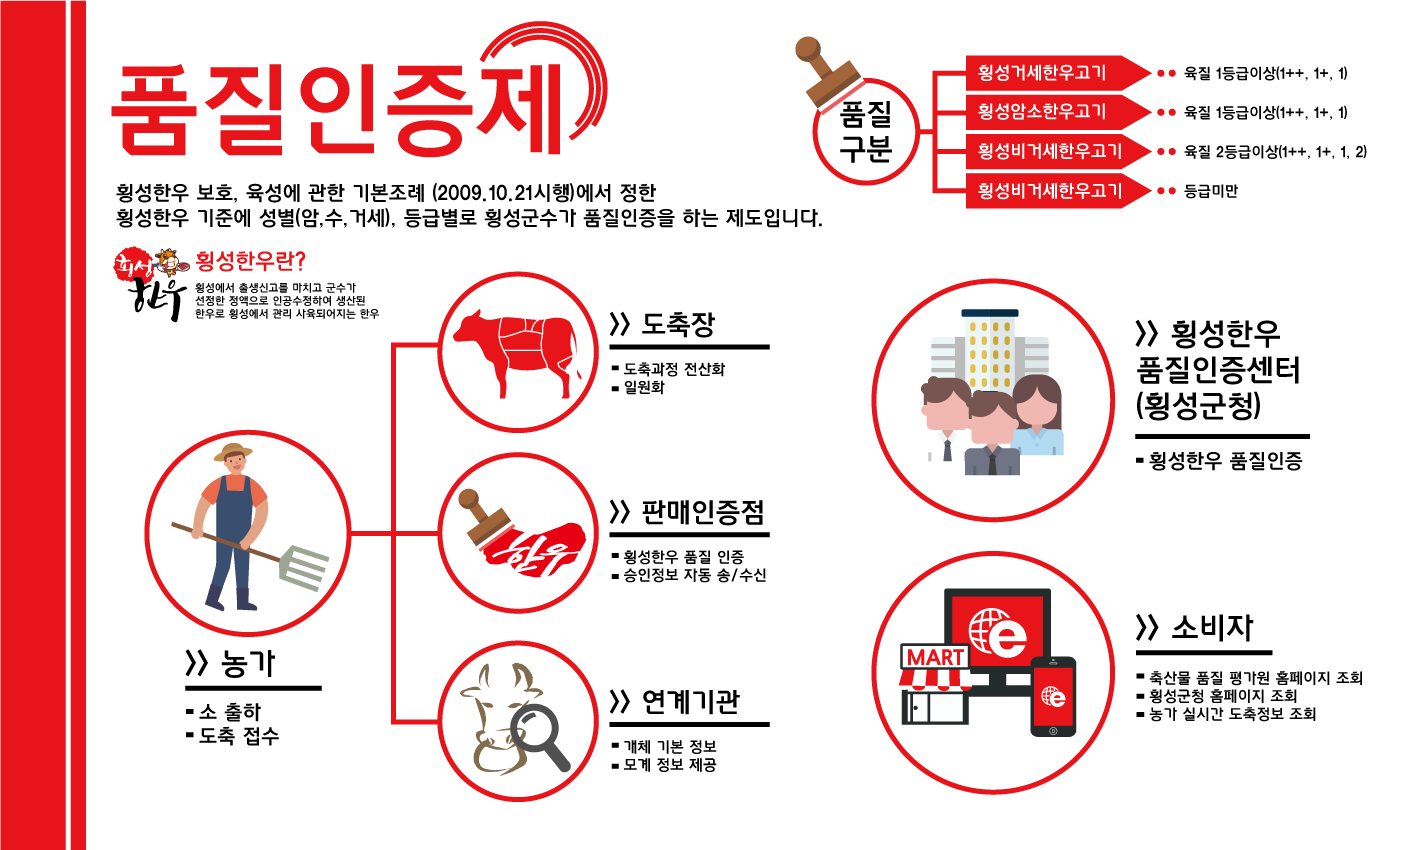 품질인증제
횡성한우 보호, 육성에 관한 기본조례 (2009.10.21시행)에서 정한
횡성한우 기준에 성별(암,수,거세), 등급별로 횡성군수가 품질인증을 하는 제도입니다.
품질
구분
횡성거세한우고기 육질 1등급이상(1++, 1+, 1)
횡성암소한우고기 육질 1등급이상(1++, 1+, 1)
횡성비거세한우고기 육질 2등급이상(1++, 1+, 1, 2)
횡성비거세한우고기 등급미만
횡성
한우
횡성한우란?
횡성에서 출생신고를 마치고 군수가
선정한 정액으로 인공수정하여 생산된
한우로 횡성에서 관리 사육되어지는 한우
>> 농가
- 소 출하
- 도축 접수
>> 도축장
- 도축과정 전산화
- 일원화
한우
>> 판매인증점
- 횡성한우 품질 인증
- 승인정보 자동 송/수신
>> 연계기관
- 개체 기본 정보
- 모계 정보 제공
>> 횡성한우
품질인증센터
(횡성군청)
- 횡성한우 품질인증
e
MART
e
>> 소비자
- 축산물 품질 평가원 홈페이지 조회
- 횡성군청 홈페이지 조회
- 농가 실시간 도축정보 조회